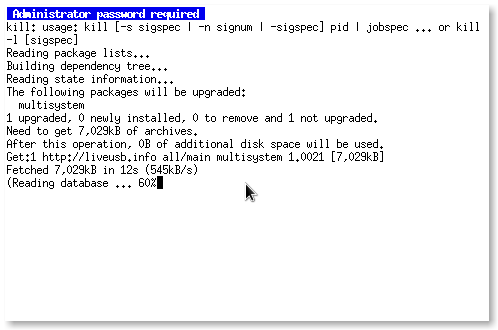 Administrator password required
kill: usage: kill [-s sigspec | -n signum | -sigspec] pid | jobspec ... or kill
-l [sigspec]
Reading package lists...
Building dependency tree...
Reading state information...
The following packages will be upgraded:
  multisystem
1 upgraded, 0 newly installed, 0 to remove and 1 not upgraded.
Need to get 7,029kB of archives.
After this operation, 0B of additional disk space will be used.
Get:1 http://liveusb.info all/main multisystem 1.0021 [7,029kB]
Fetched 7,029kB in 12s (545kB/s)
(Reading database ... 60%